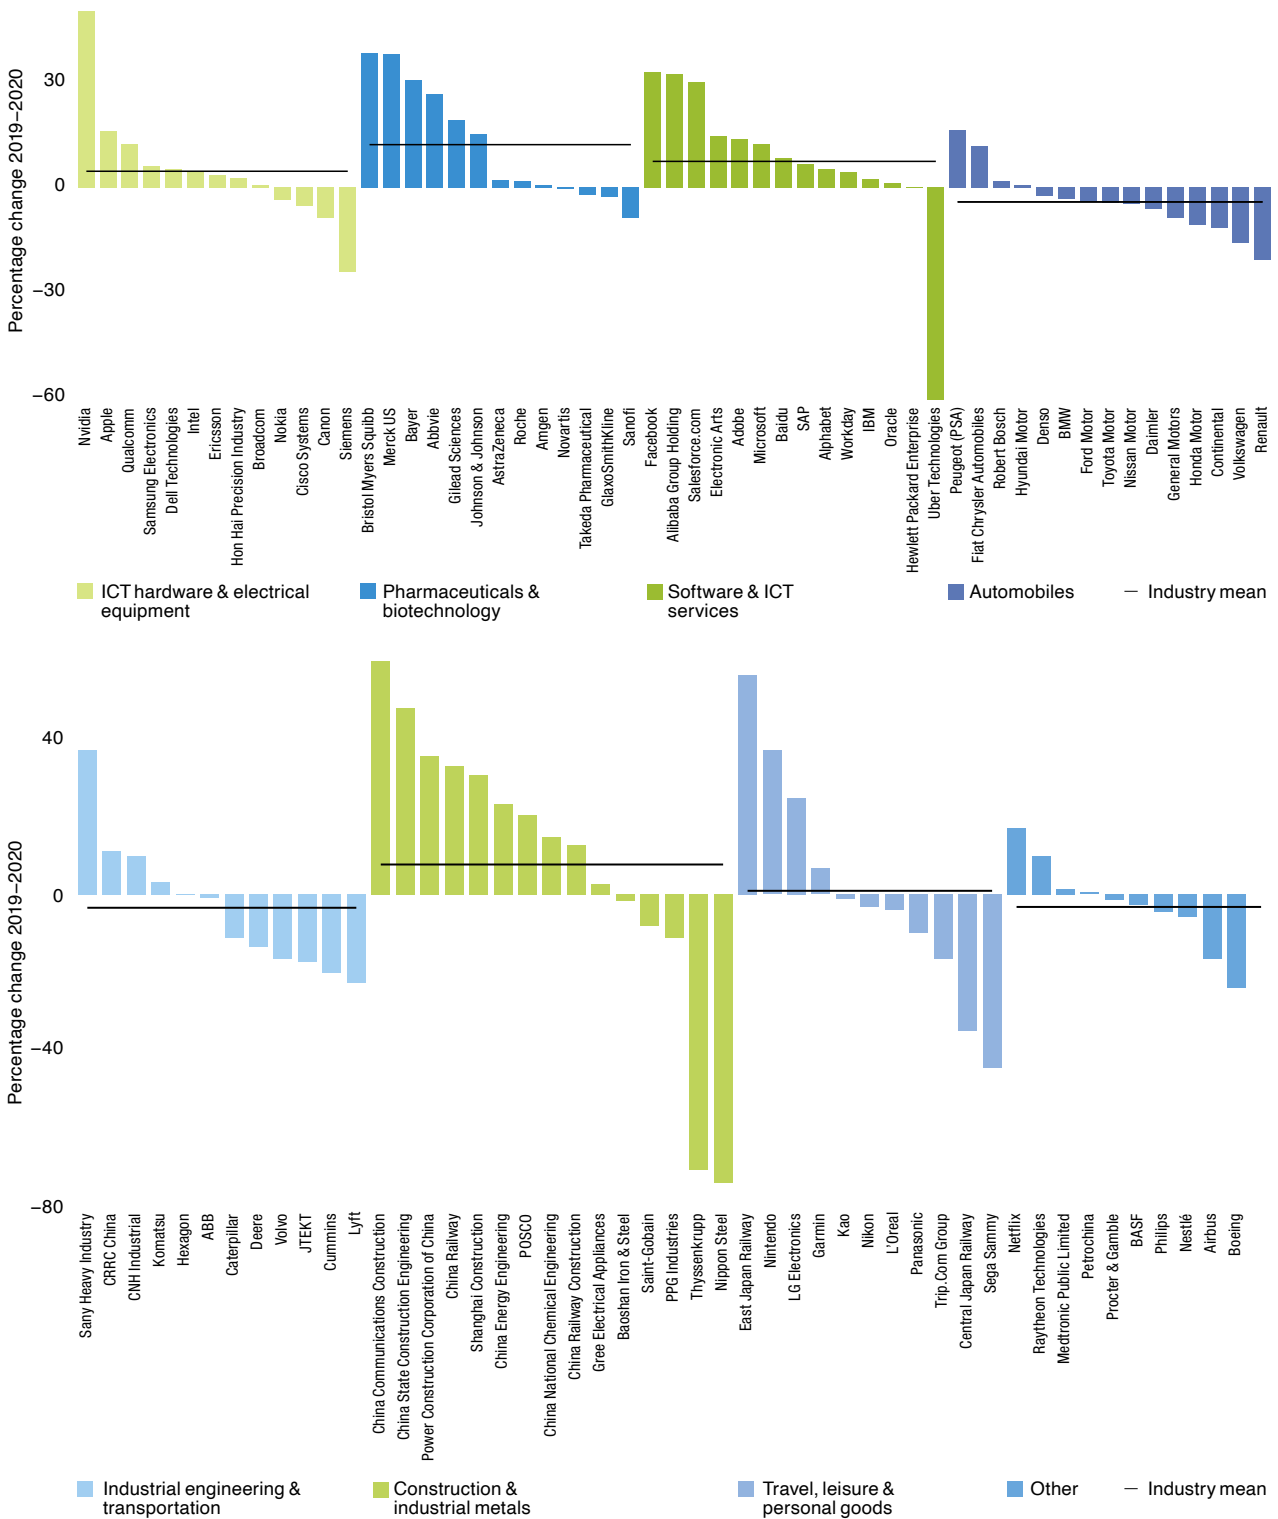 Percentage change 2019–2020
30
0
–30
–60
Nvidia
Apple
Qualcomm
Samsung Electronics
Dell Technologies
Intel
Ericsson
Hon Hai Precision Industry
Broadcom
Nokia
Cisco Systems
Canon
Siemens
Bristol Myers Squibb
Merck US
Bayer
Abbvie
Gilead Sciences
Johnson & Johnson
AstraZeneca
Roche
Amgen
Novartis
Takeda Pharmaceutical
GlaxoSmithKline
Sanofi
Facebook
Alibaba Group Holding
Salesforce.com
Electronic Arts
Adobe
Microsoft
Baidu
SAP
Alphabet
Workday
IBM
Oracle
Hewlett Packard Enterprise
Uber Technologies
Peugeot (PSA)
Fiat Chrysler Automobiles
Robert Bosch
Hyundai Motor
Denso
BMW
Ford Motor
Toyota Motor
Nissan Motor
Daimler
General Motors
Honda Motor
Continental
Volkswagen
Renault
ICT hardware & electrical
equipment
Pharmaceuticals &
biotechnology
Software & ICT
services
Automobiles
– Industry mean
Percentage change 2019–2020
40
0
–40
–80
Sany Heavy Industry
CRRC China
CNH Industrial
Komatsu
Hexagon
ABB
Caterpillar
Deere
Volvo
JTEKT
Cummins
Lyft
China Communications Construction
China State Construction Engineering
Power Construction Corporation of China
China Railway
Shanghai Construction
China Energy Engineering
POSCO
China National Chemical Engineering
China Railway Construction
Gree Electrical Appliances
Baoshan Iron & Steel
Saint-Gobain
PPG Industries
Thyssenkrupp
Nippon Steel
East Japan Railway
Nintendo
LG Electronics
Garmin
Kao
Nikon
L'Oreal
Panasonic
Trip.Com Group
Central Japan Railway
Sega Sammy
Netflix
Raytheon Technologies
Medtronic Public Limited
Petrochina
Procter & Gamble
BASF
Philips
Nestlé
Airbus
Boeing
Industrial engineering &
transportation
Construction &
industrial metals
Travel, leisure &
personal goods
Other
– Industry mean